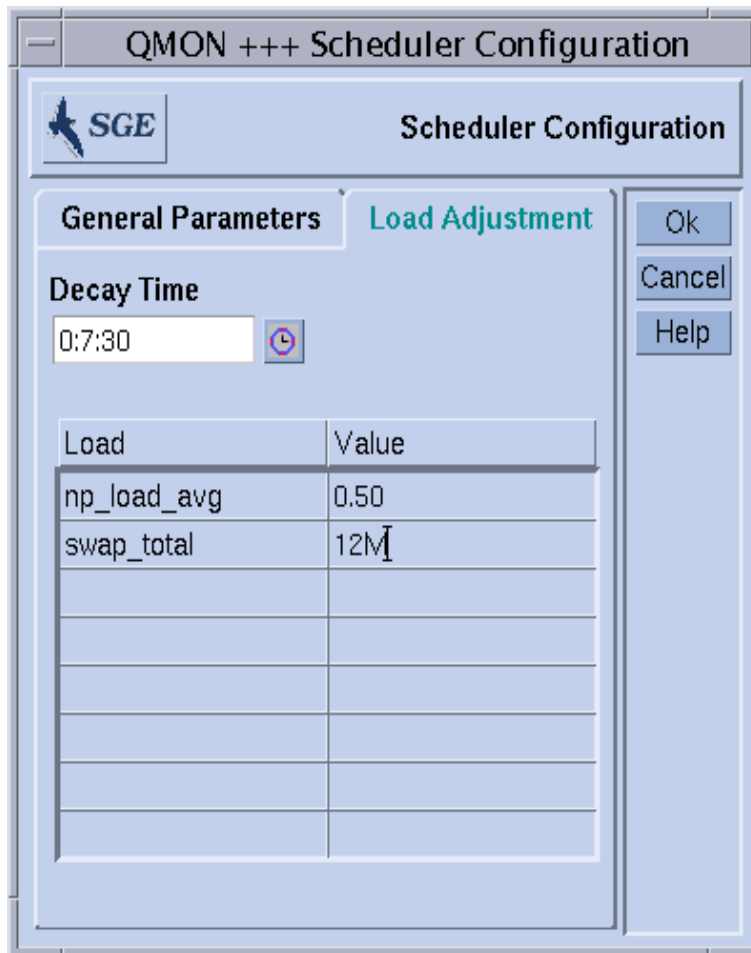 QMON +++ Scheduler Configuration
SGE
Scheduler Configuration
General Parameters
Load Adjustment
Ok
Cancel
Help
Decay Time
0:7:30
Load Value
np_load_avg 0.50
swap_total 12M